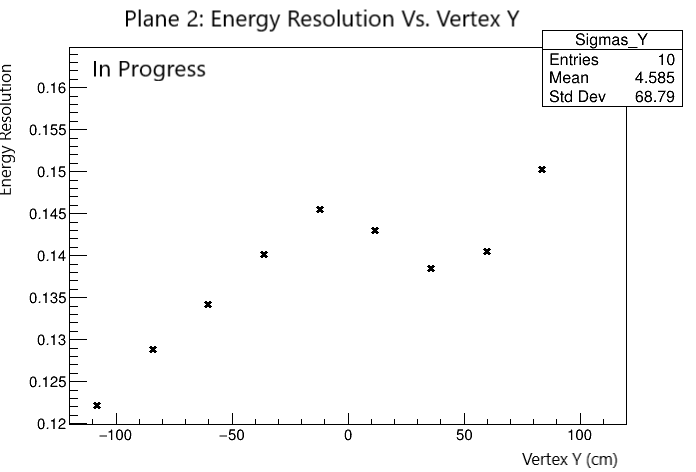 Plane 2: Energy Resolution Vs. Vertex Y
Sigmas_Y
Entries 10
Mean 4.585
Std Dev 68.79
In Progress
Energy Resolution
0.16
0.155
0.15
0.145
0.14
0.135
0.13
0.125
0.12
−100 −50 0 50 100
Vertex Y (cm)